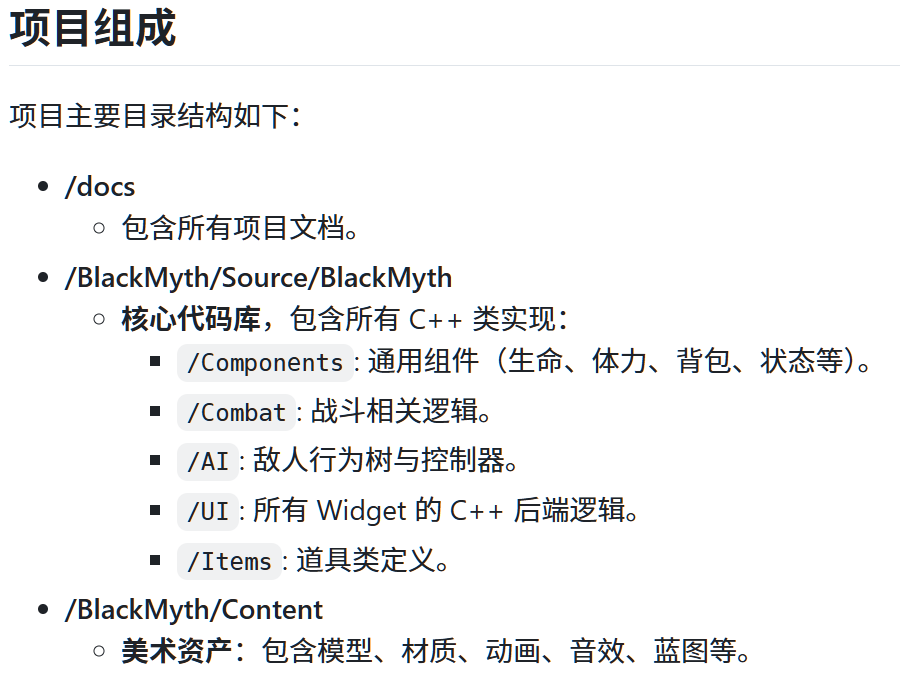 项目组成
项目主要目录结构如下：
/docs
包含所有项目文档。
/BlackMyth/Source/BlackMyth
核心代码库，包含所有 C++ 类实现：
/Components: 通用组件（生命、体力、背包、状态等）。
/Combat: 战斗相关逻辑。
/AI: 敌人行为树与控制器。
/UI: 所有 Widget 的 C++ 后端逻辑。
/Items: 道具类定义。
/BlackMyth/Content
美术资产：包含模型、材质、动画、音效、蓝图等。